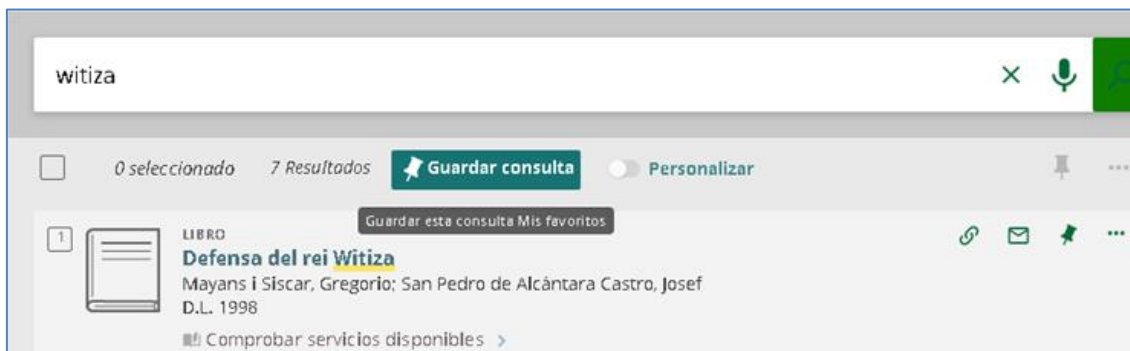 witiza
0 seleccionado 7 Resultados Guardar consulta Personalizar
Guardar esta consulta Mis favoritos
1
LIBRO
Defensa del rei Witiza
Mayans i Siscar, Gregorio; San Pedro de Alcántara Castro, Josef
D.L. 1998
Comprobar servicios disponibles >